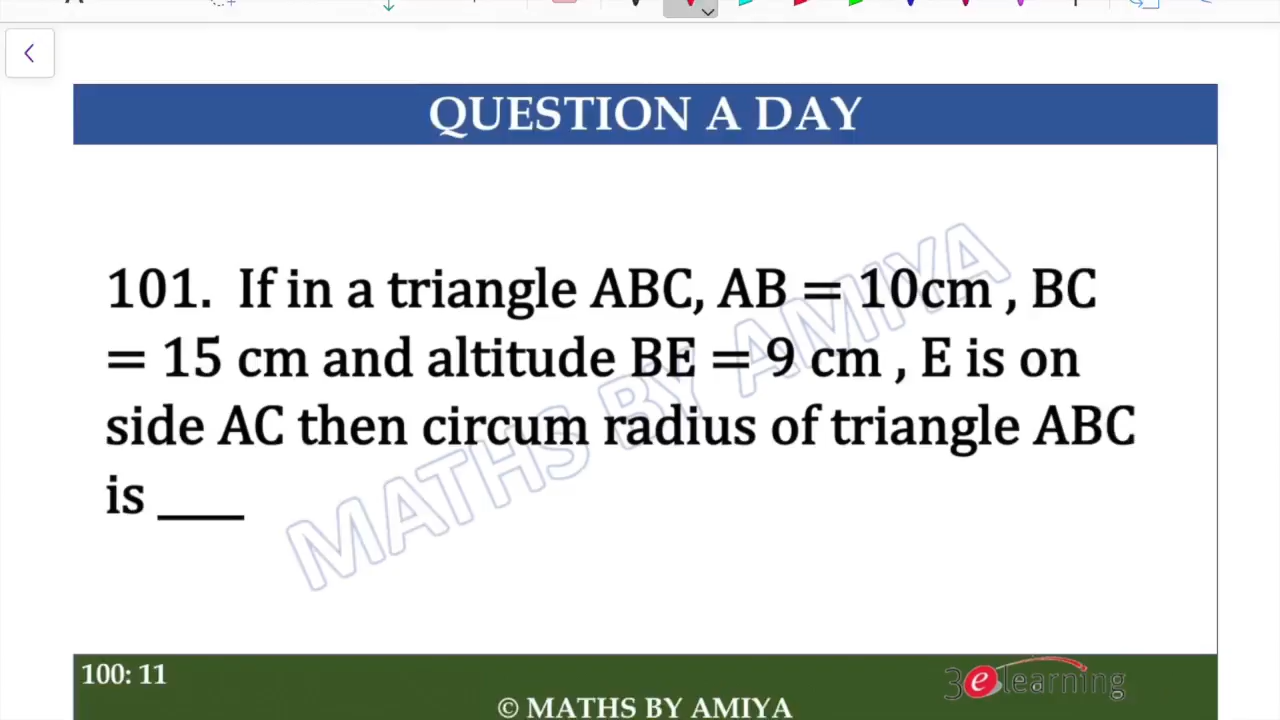 QUESTION A DAY
101. If in a triangle ABC, AB = 10cm , BC
= 15 cm and altitude BE = 9 cm , E is on
side AC then circum radius of triangle ABC
is ____
MATHS BY AMIYA
100: 11
3elearning
© MATHS BY AMIYA